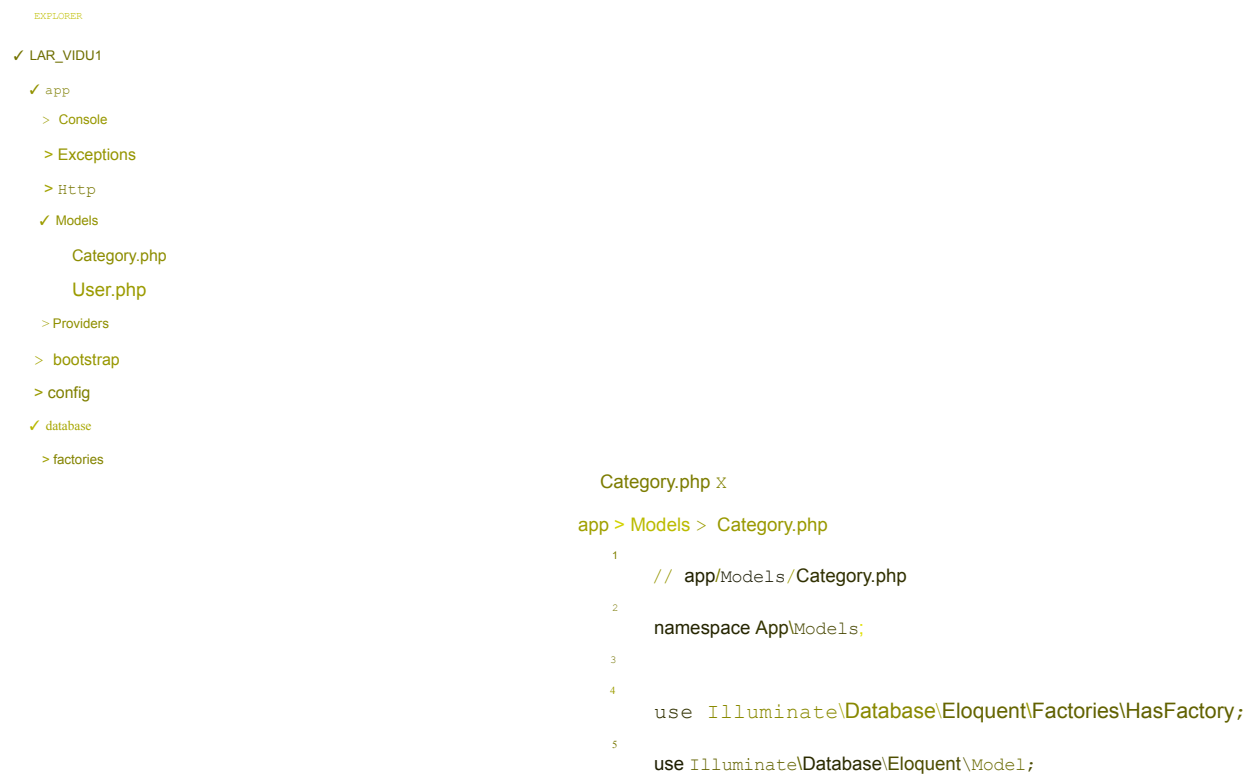 EXPLORER
✓ LAR_VIDU1
✓ app
> Console
> Exceptions
> Http
✓ Models
Category.php
User.php
> Providers
> bootstrap
> config
✓ database
> factories
Category.php X
app > Models > Category.php
1
// app/Models/Category.php
2
namespace App\Models;
3
4
use Illuminate\Database\Eloquent\Factories\HasFactory;
5
use Illuminate\Database\Eloquent\Model;